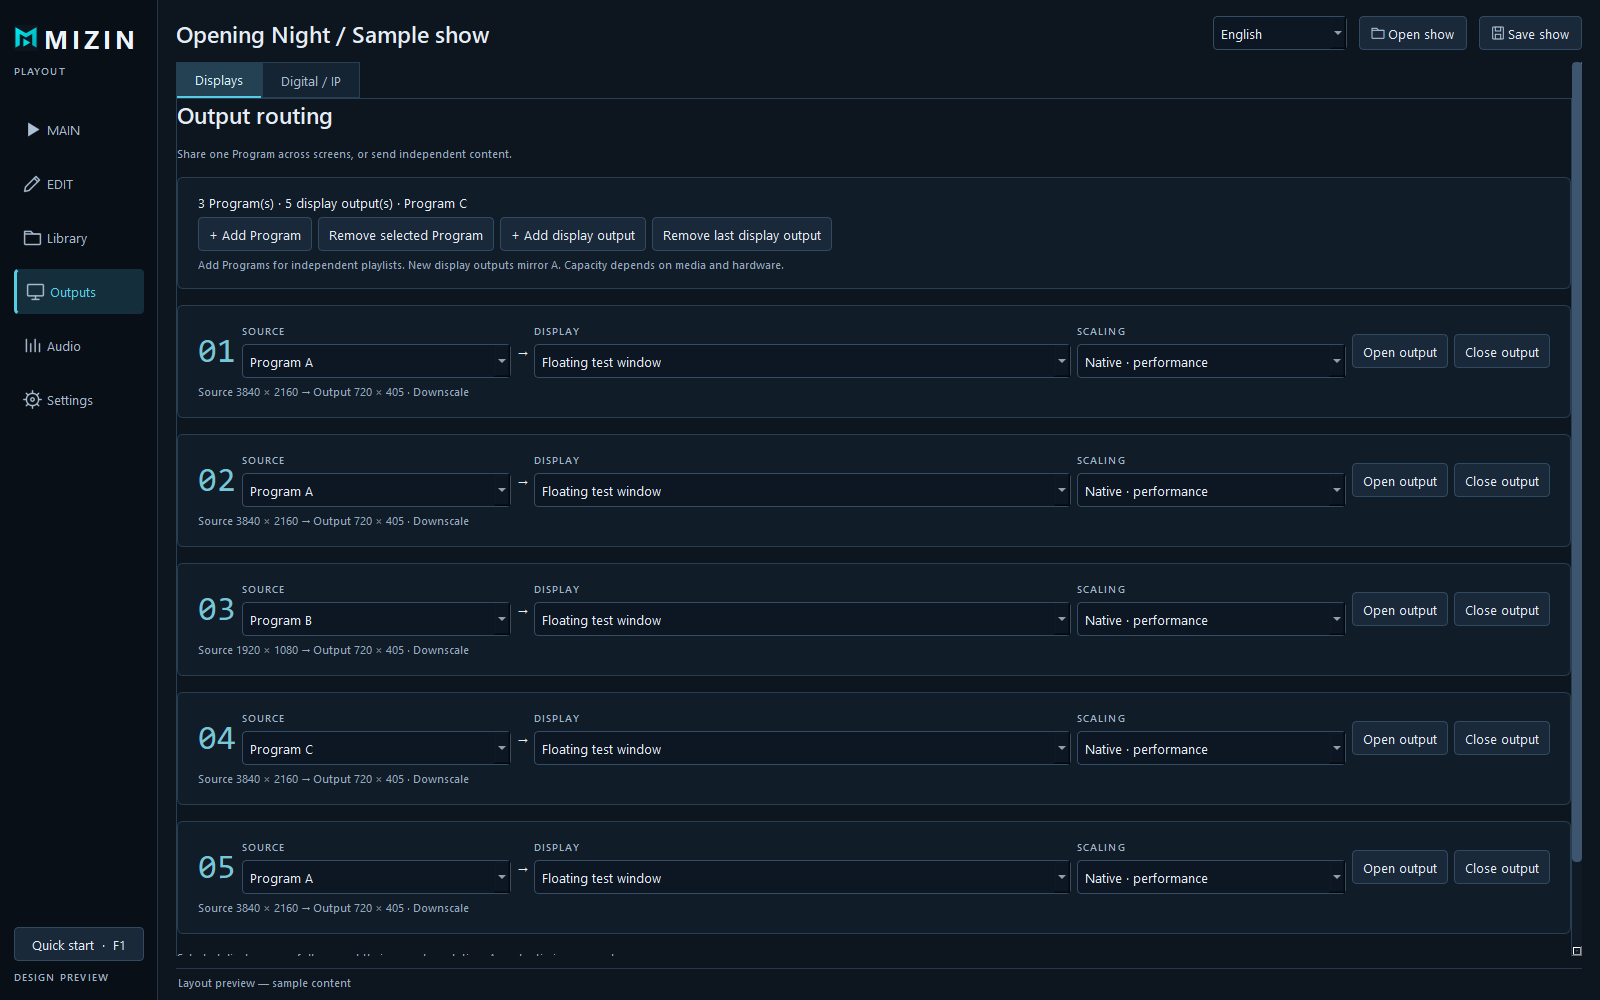 MIZIN
PLAYOUT
MAIN
EDIT
Library
Outputs
Audio
Settings
Quick start · F1
DESIGN PREVIEW
Opening Night / Sample show
English
Open show
Save show
Displays
Digital / IP
Output routing
Share one Program across screens, or send independent content.
3 Program(s) · 5 display output(s) · Program C
+ Add Program
Remove selected Program
+ Add display output
Remove last display output
Add Programs for independent playlists. New display outputs mirror A. Capacity depends on media and hardware.
01
SOURCE
Program A
→
DISPLAY
Floating test window
SCALING
Native · performance
Open output
Close output
Source 3840 × 2160 → Output 720 × 405 · Downscale
02
SOURCE
Program A
→
DISPLAY
Floating test window
SCALING
Native · performance
Open output
Close output
Source 3840 × 2160 → Output 720 × 405 · Downscale
03
SOURCE
Program B
→
DISPLAY
Floating test window
SCALING
Native · performance
Open output
Close output
Source 1920 × 1080 → Output 720 × 405 · Downscale
04
SOURCE
Program C
→
DISPLAY
Floating test window
SCALING
Native · performance
Open output
Close output
Source 3840 × 2160 → Output 720 × 405 · Downscale
05
SOURCE
Program A
→
DISPLAY
Floating test window
SCALING
Native · performance
Open output
Close output
Source 3840 × 2160 → Output 720 × 405 · Downscale
Layout preview — sample content